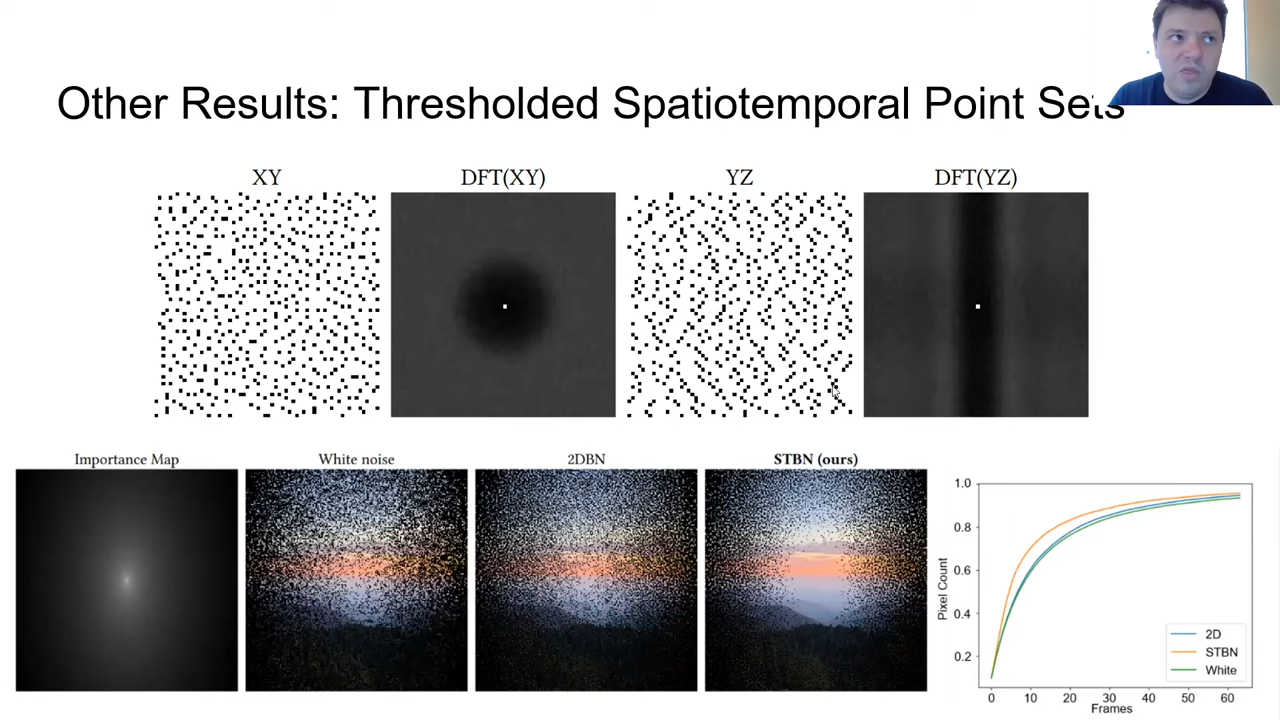 Other Results: Thresholded Spatiotemporal Point Sets
XY DFT(XY) YZ DFT(YZ)
Importance Map White noise 2DBN STBN (ours)
1.0
0.8
0.6
0.4
0.2
Pixel Count
2D
STBN
White
0 10 20 30 40 50 60
Frames